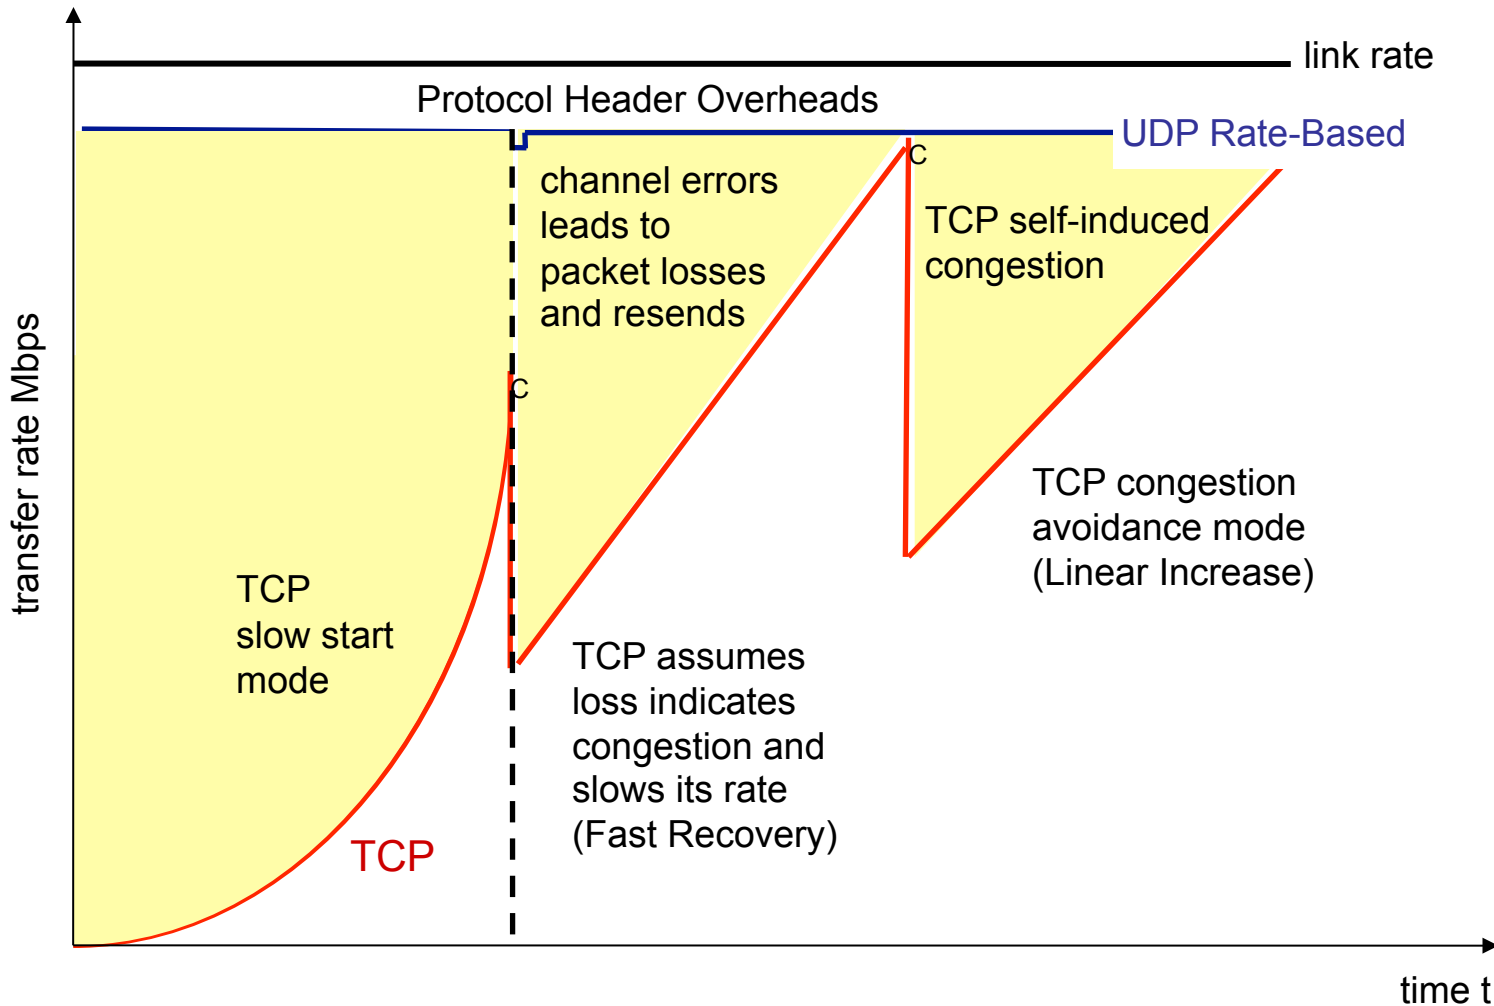 link rate
Protocol Header Overheads
UDP Rate-Based
C
channel errors
leads to
packet losses
and resends
TCP self-induced
congestion
transfer rate Mbps
C
TCP congestion
avoidance mode
(Linear Increase)
TCP
slow start
mode
TCP assumes
loss indicates
congestion and
slows its rate
(Fast Recovery)
TCP
time t